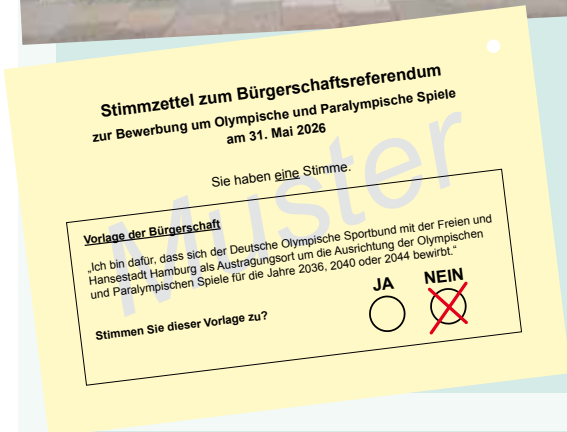 Stimmzettel zum Bürgerschaftsreferendum
zur Bewerbung um Olympische und Paralympische Spiele
am 31. Mai 2026
Sie haben eine Stimme.
Muster
Vorlage der Bürgerschaft
„Ich bin dafür, dass sich der Deutsche Olympische Sportbund mit der Freien und
Hansestadt Hamburg als Austragungsort um die Ausrichtung der Olympischen
und Paralympischen Spiele für die Jahre 2036, 2040 oder 2044 bewirbt.“
JA NEIN
Stimmen Sie dieser Vorlage zu?